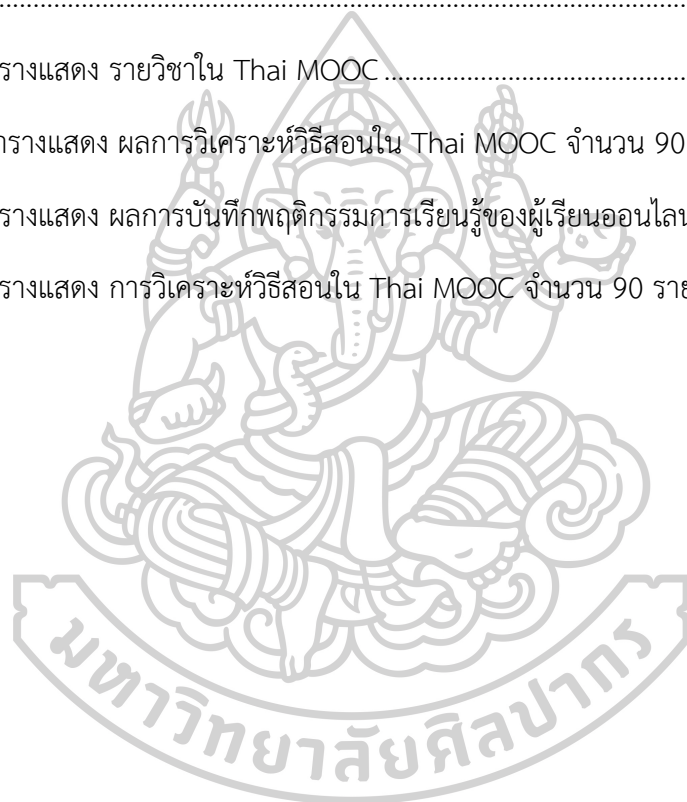 ................................................................................................
รางแสดง รายวิชาใน Thai MOOC .........................................
ารางแสดง ผลการวิเคราะห์วิธีสอนใน Thai MOOC จำนวน 90
รางแสดง ผลการบันทึกพฤติกรรมการเรียนรู้ของผู้เรียนออนไลน
รางแสดง การวิเคราะห์วิธีสอนใน Thai MOOC จำนวน 90 ราย
มหาวิทยาลัยศิลปากร